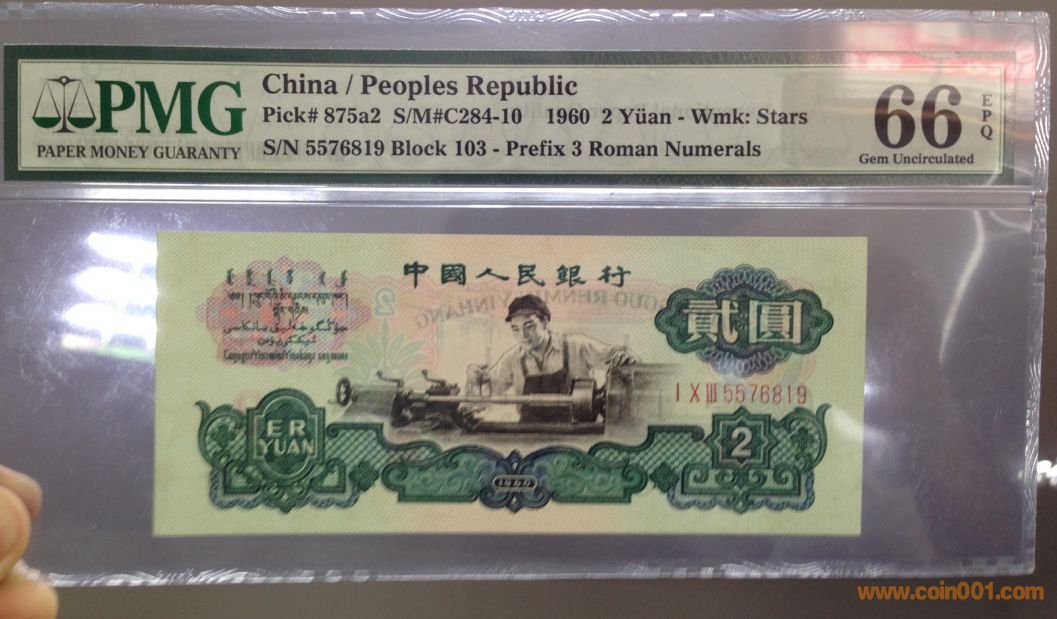 PMG
PAPER MONEY GUARANTY
China / Peoples Republic
Pick# 875a2 S/M#C284-10 1960 2 Yüan - Wmk: Stars
S/N 5576819 Block 103 - Prefix 3 Roman Numerals
66 EPQ
Gem Uncirculated
中國人民銀行
貳圓
I X III 5576819
ER
YUAN
2
1960
www.coin001.com